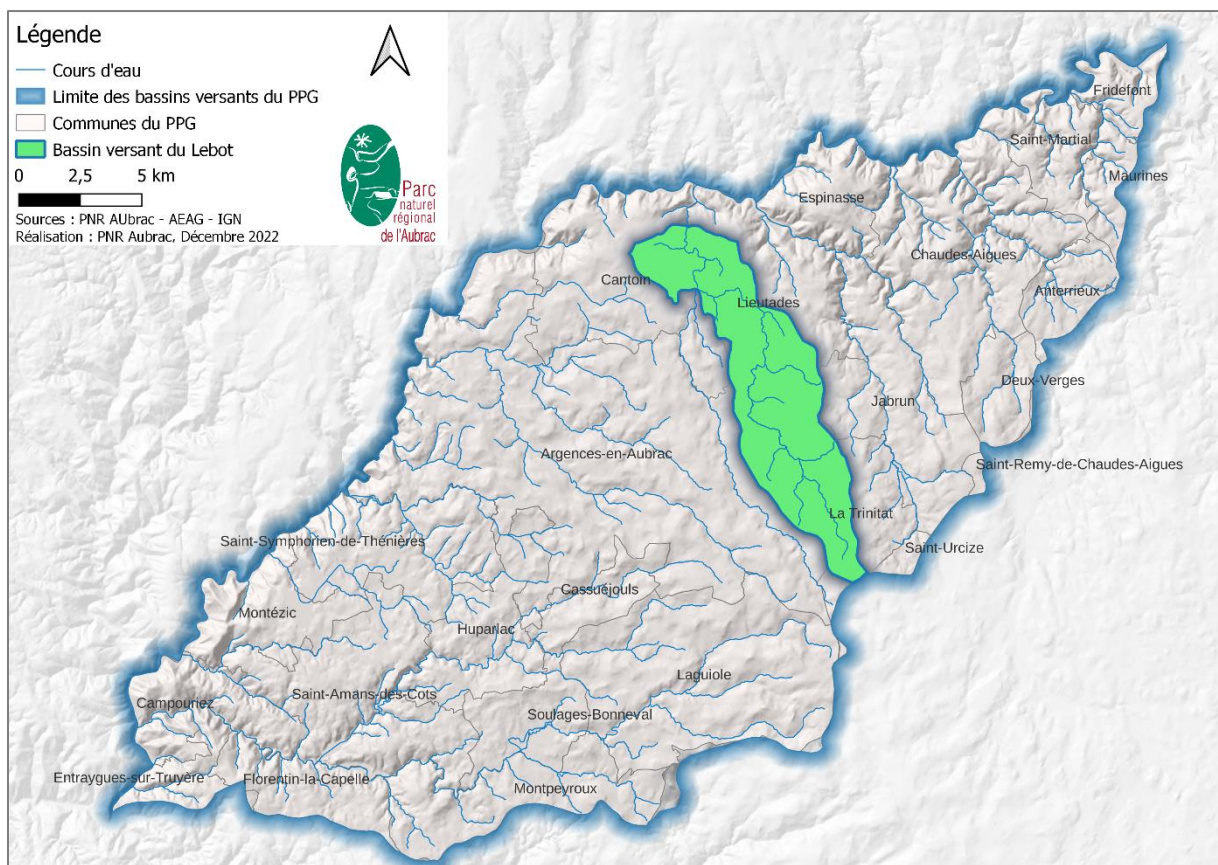 Légende
Cours d'eau
Limite des bassins versants du PPG
Communes du PPG
Bassin versant du Lebot
0 2,5 5 km
Sources : PNR AUbrac - AEAG - IGN
Réalisation : PNR Aubrac, Décembre 2022
Parc
naturel
régional
de l'Aubrac
Fridefont
Saint-Martial
Maurines
Espinasse
Chaudes-Aigues
Cantoin
Anterrieux
Lieutades
Deux-Verges
Jabrun
Argences-en-Aubrac
Saint-Remy-de-Chaudes-Aigues
La Trinitat
Saint-Symphorien-de-Thénières
Saint-Urcize
Cassuéjouls
Montézic
Huparlac
Laguiole
Saint-Amans-des-Cots
Campouriez
Soulages-Bonneval
Entraygues-sur-Truyère
Florentin-la-Capelle
Montpeyroux